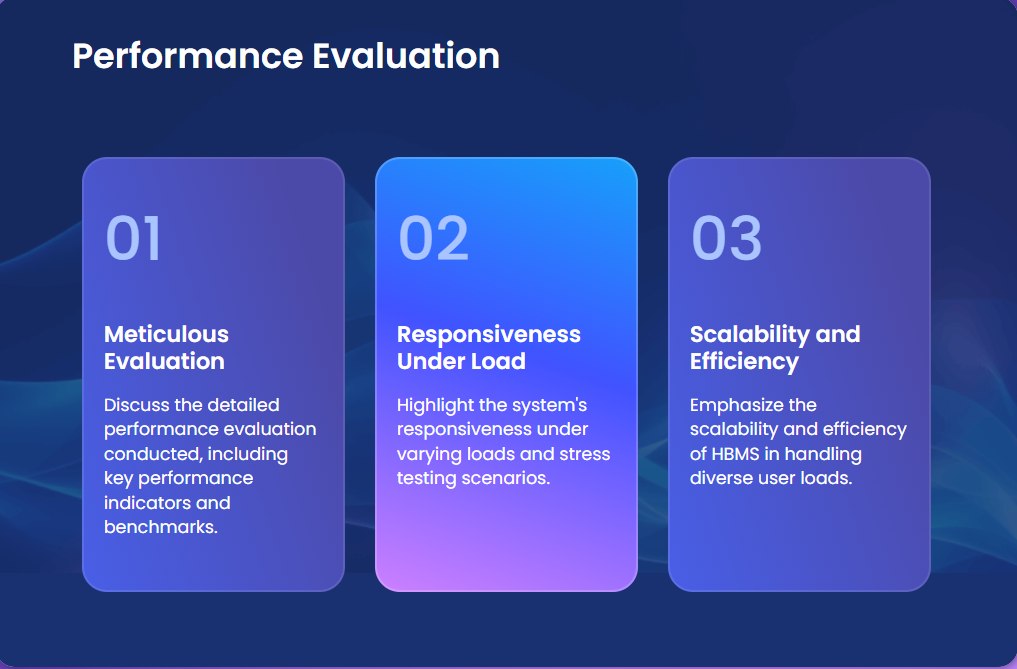 Performance Evaluation
01
Meticulous
Evaluation
Discuss the detailed
performance evaluation
conducted, including
key performance
indicators and
benchmarks.
02
Responsiveness
Under Load
Highlight the system's
responsiveness under
varying loads and stress
testing scenarios.
03
Scalability and
Efficiency
Emphasize the
scalability and efficiency
of HBMS in handling
diverse user loads.